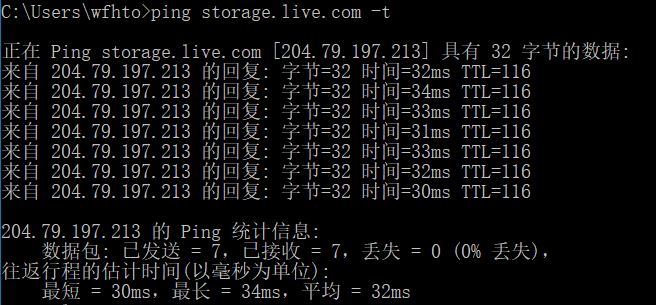 C:\Users\wfhto>ping storage.live.com -t
正在 Ping storage.live.com [204.79.197.213] 具有 32 字节的数据:
来自 204.79.197.213 的回复: 字节=32 时间=32ms TTL=116
来自 204.79.197.213 的回复: 字节=32 时间=34ms TTL=116
来自 204.79.197.213 的回复: 字节=32 时间=33ms TTL=116
来自 204.79.197.213 的回复: 字节=32 时间=31ms TTL=116
来自 204.79.197.213 的回复: 字节=32 时间=33ms TTL=116
来自 204.79.197.213 的回复: 字节=32 时间=32ms TTL=116
来自 204.79.197.213 的回复: 字节=32 时间=30ms TTL=116
204.79.197.213 的 Ping 统计信息:
数据包: 已发送 = 7，已接收 = 7，丢失 = 0 (0% 丢失)，
往返行程的估计时间(以毫秒为单位):
最短 = 30ms，最长 = 34ms，平均 = 32ms